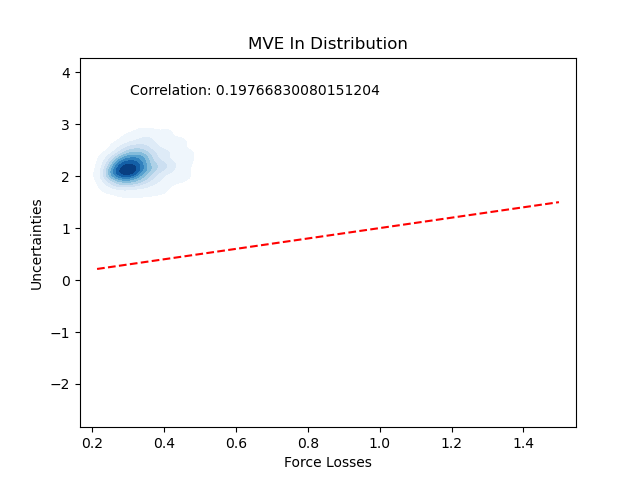 MVE In Distribution
Correlation: 0.19766830080151204
Uncertainties
4
3
2
1
0
−1
−2
0.2 0.4 0.6 0.8 1.0 1.2 1.4
Force Losses